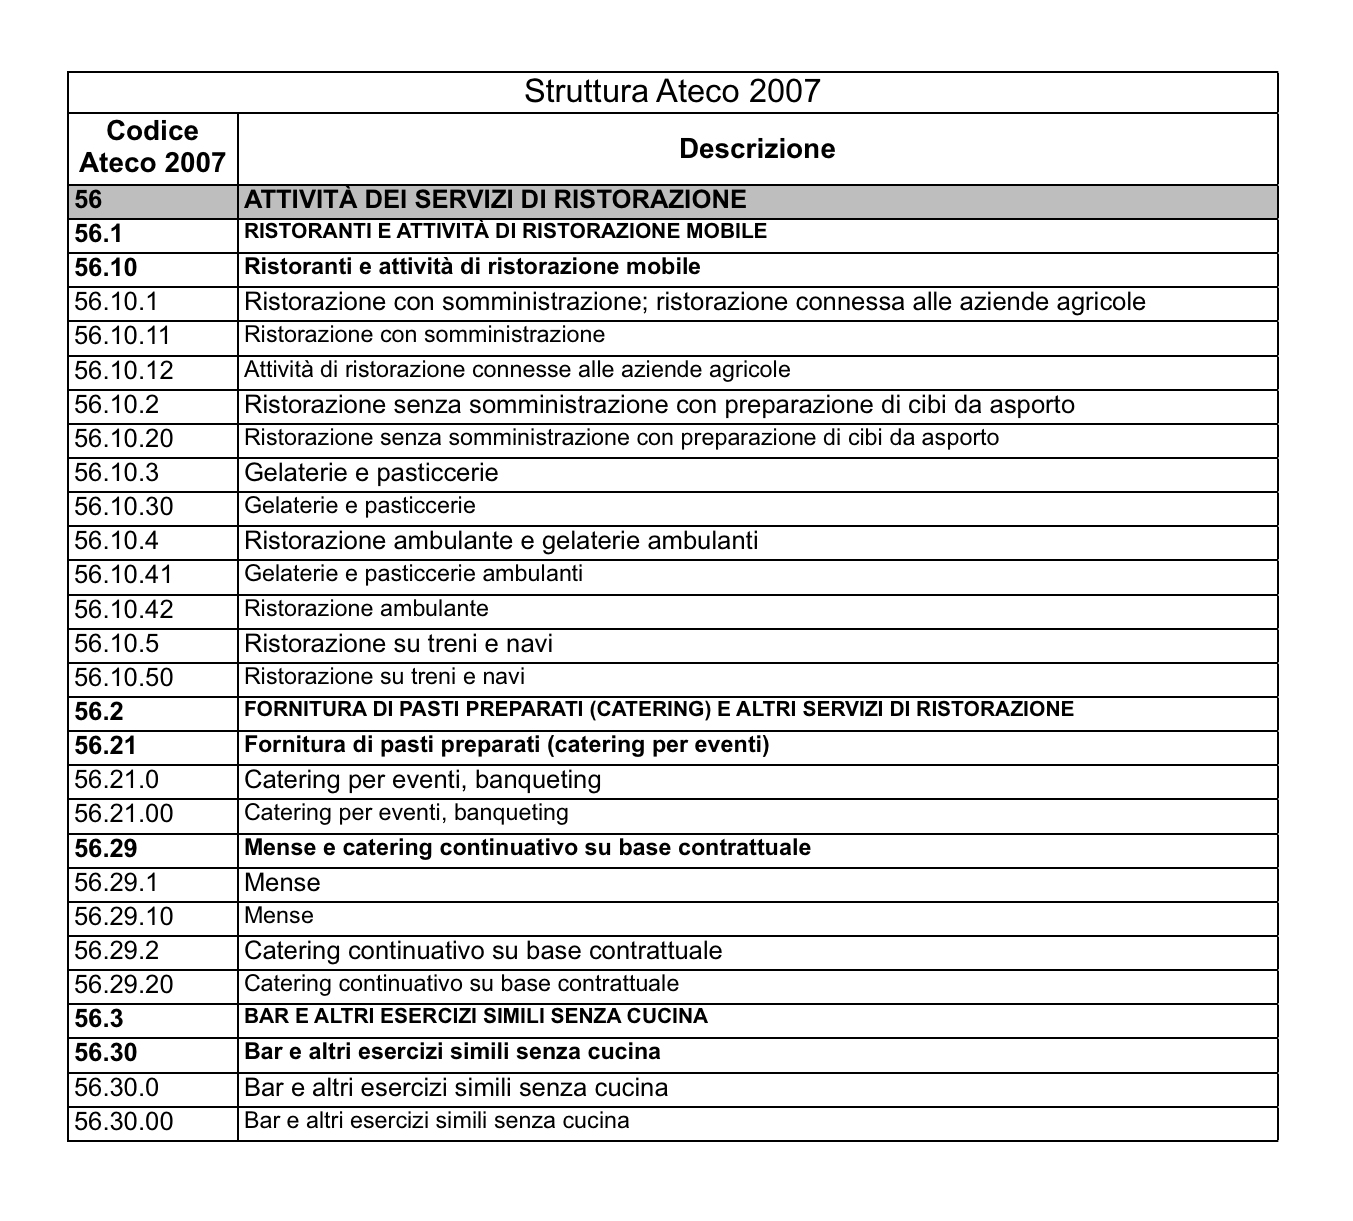 Struttura Ateco 2007
Codice
Ateco 2007
Descrizione
56 ATTIVITÀ DEI SERVIZI DI RISTORAZIONE
56.1 RISTORANTI E ATTIVITÀ DI RISTORAZIONE MOBILE
56.10 Ristoranti e attività di ristorazione mobile
56.10.1 Ristorazione con somministrazione; ristorazione connessa alle aziende agricole
56.10.11 Ristorazione con somministrazione
56.10.12 Attività di ristorazione connesse alle aziende agricole
56.10.2 Ristorazione senza somministrazione con preparazione di cibi da asporto
56.10.20 Ristorazione senza somministrazione con preparazione di cibi da asporto
56.10.3 Gelaterie e pasticcerie
56.10.30 Gelaterie e pasticcerie
56.10.4 Ristorazione ambulante e gelaterie ambulanti
56.10.41 Gelaterie e pasticcerie ambulanti
56.10.42 Ristorazione ambulante
56.10.5 Ristorazione su treni e navi
56.10.50 Ristorazione su treni e navi
56.2 FORNITURA DI PASTI PREPARATI (CATERING) E ALTRI SERVIZI DI RISTORAZIONE
56.21 Fornitura di pasti preparati (catering per eventi)
56.21.0 Catering per eventi, banqueting
56.21.00 Catering per eventi, banqueting
56.29 Mense e catering continuativo su base contrattuale
56.29.1 Mense
56.29.10 Mense
56.29.2 Catering continuativo su base contrattuale
56.29.20 Catering continuativo su base contrattuale
56.3 BAR E ALTRI ESERCIZI SIMILI SENZA CUCINA
56.30 Bar e altri esercizi simili senza cucina
56.30.0 Bar e altri esercizi simili senza cucina
56.30.00 Bar e altri esercizi simili senza cucina